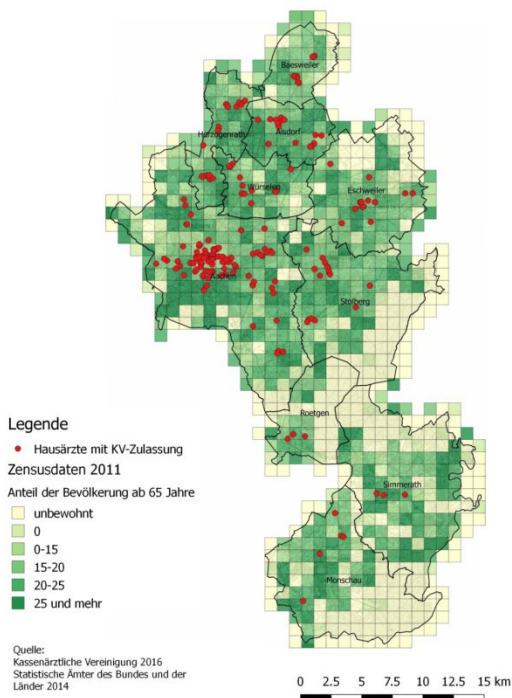 Baesweiler
Alsdorf
Herzogenrath
Würselen
Eschweiler
Aachen
Stolberg
Roetgen
Simmerath
Monschau
Legende
Hausärzte mit KV-Zulassung
Zensusdaten 2011
Anteil der Bevölkerung ab 65 Jahre
unbewohnt
0
0-15
15-20
20-25
25 und mehr
Quelle:
Kassenärztliche Vereinigung 2016
Statistische Ämter des Bundes und der
Länder 2014
0 2.5 5 7.5 10 12.5 15 km